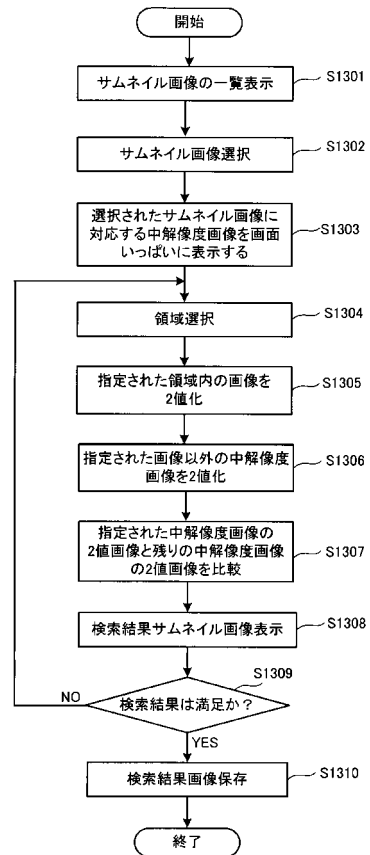 開始
サムネイル画像の一覧表示
S1301
サムネイル画像選択
S1302
選択されたサムネイル画像に
対応する中解像度画像を画面
いっぱいに表示する
S1303
領域選択
S1304
指定された領域内の画像を
2値化
S1305
指定された画像以外の中解像度
画像を2値化
S1306
指定された中解像度画像の
2値画像と残りの中解像度画像
の2値画像を比較
S1307
検索結果サムネイル画像表示
S1308
S1309
検索結果は満足か?
NO
YES
検索結果画像保存
S1310
終了